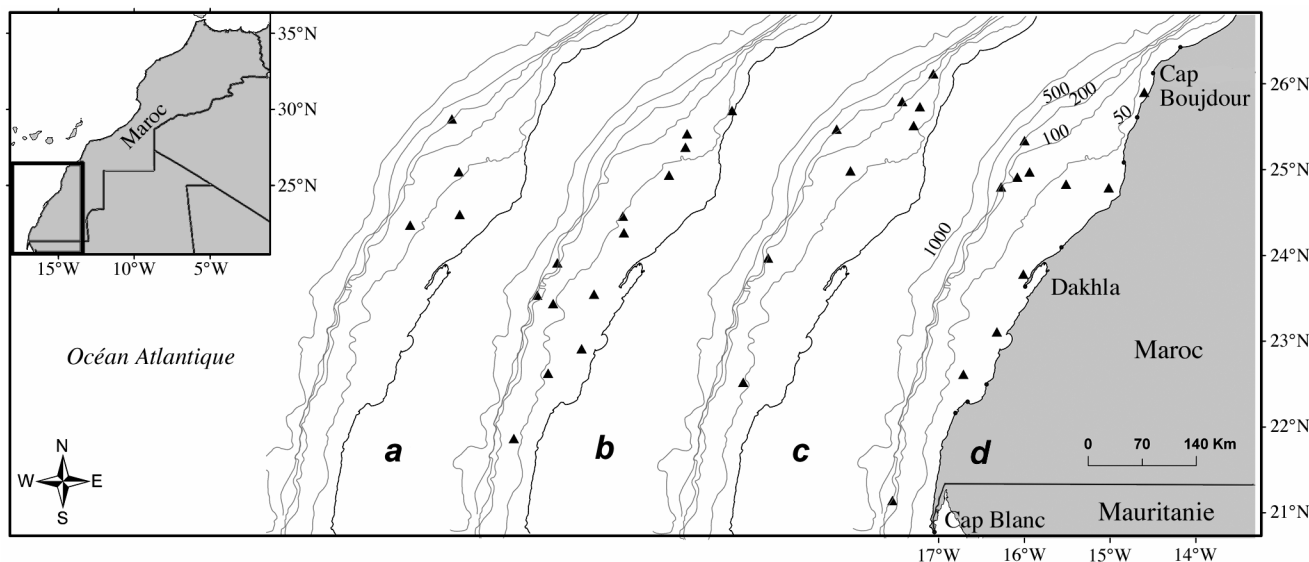 35°N
30°N
25°N
15°W 10°W 5°W
Maroc
Océan Atlantique
N
W E
S
a
b
c
d
500
200
100
50
1000
Cap
Boujdour
Dakhla
Maroc
0 70 140 Km
Mauritanie
Cap Blanc
26°N
25°N
24°N
23°N
22°N
21°N
17°W 16°W 15°W 14°W